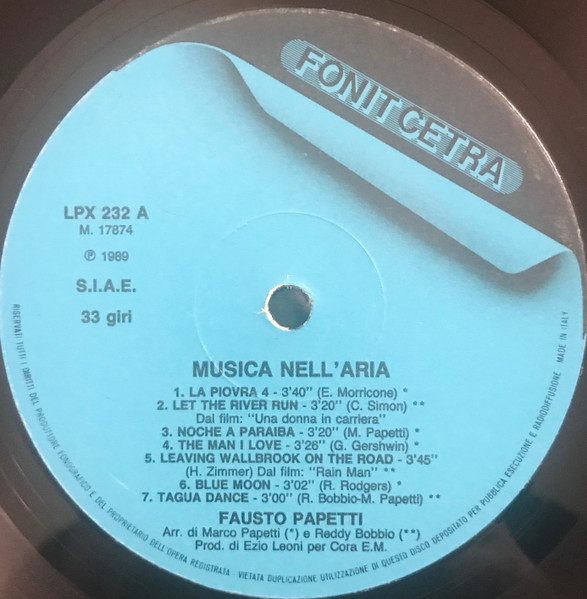 FONIT CETRA
LPX 232 A
M. 17874
Ⓟ 1989
S.I.A.E.
33 giri
MUSICA NELL'ARIA
1. LA PIOVRA 4 - 3'40" (E. Morricone) *
2. LET THE RIVER RUN - 3'20" (C. Simon) **
Dal film: "Una donna in carriera"
3. NOCHE A PARAIBA - 3'20" (M. Papetti) *
4. THE MAN I LOVE - 3'26" (G. Gershwin) *
5. LEAVING WALLBROOK ON THE ROAD - 3'45"
(H. Zimmer) Dal film: "Rain Man" **
6. BLUE MOON - 3'02" (R. Rodgers) *
7. TAGUA DANCE - 3'00" (R. Bobbio-M. Papetti) **
FAUSTO PAPETTI
Arr. di Marco Papetti (*) e Reddy Bobbio (**)
Prod. di Ezio Leoni per Cora E.M.
RISERVATI TUTTI I DIRITTI DEL PRODUTTORE FONOGRAFICO E DEL PROPRIETARIO DELL'OPERA REGISTRATA - VIETATA DUPLICAZIONE UTILIZZAZIONE DI QUESTO DISCO DEPOSITATO PER PUBBLICA ESECUZIONE E RADIODIFFUSIONE. MADE IN ITALY